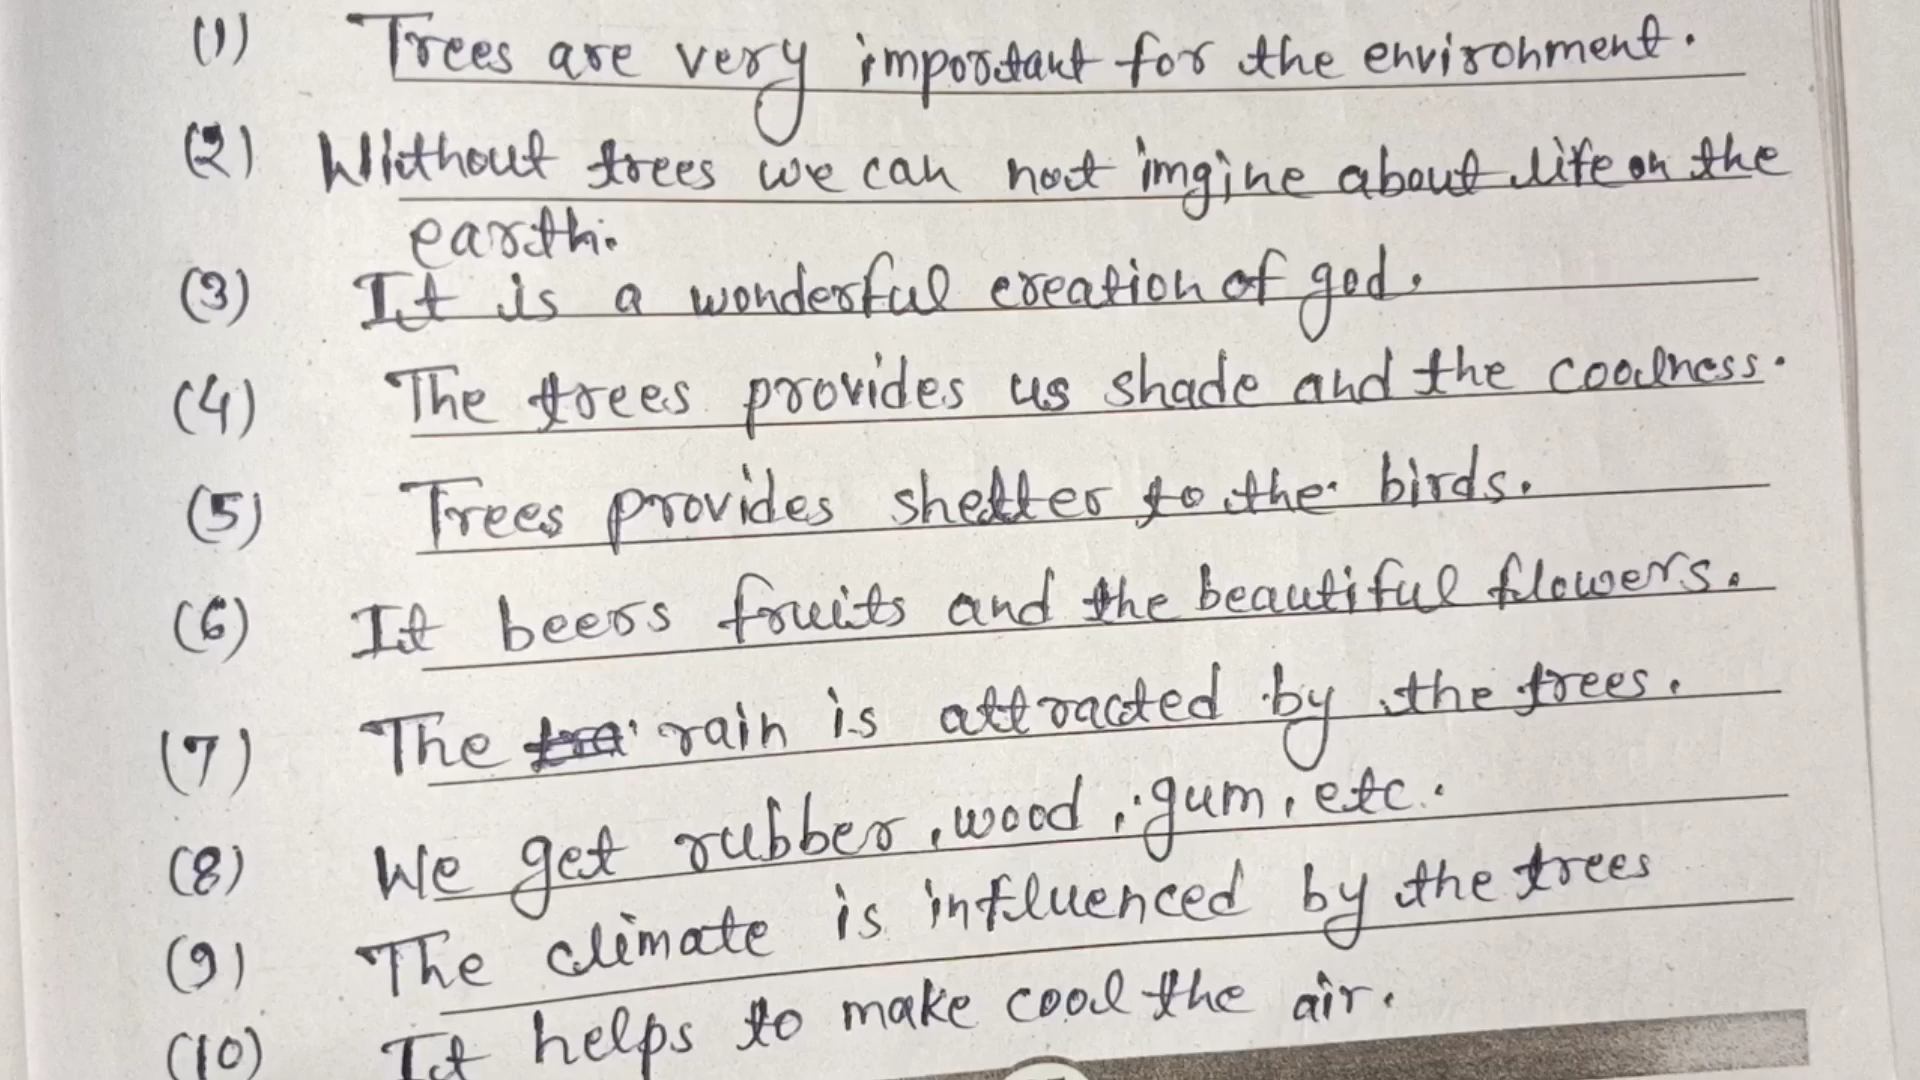 (1) Trees are very important for the environment.
(2) Without trees we can not imgine about life on the
earth.
(3) It is a wonderful creation of god.
(4) The trees provides us shade and the coolness.
(5) Trees provides shelter to the birds.
(6) It beers fruits and the beautiful flowers.
(7) The rain is attracted by the trees.
(8) We get rubber, wood, gum, etc.
(9) The climate is influenced by the trees
(10) It helps to make cool the air.